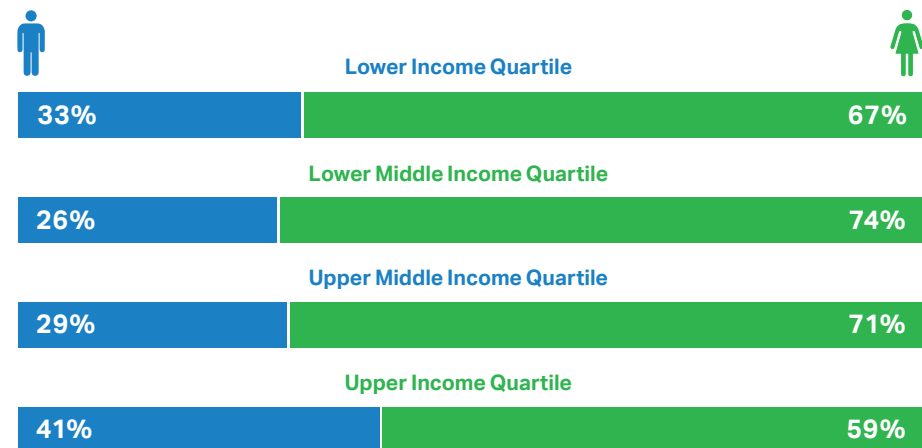 Lower Income Quartile
33% 67%
Lower Middle Income Quartile
26% 74%
Upper Middle Income Quartile
29% 71%
Upper Income Quartile
41% 59%